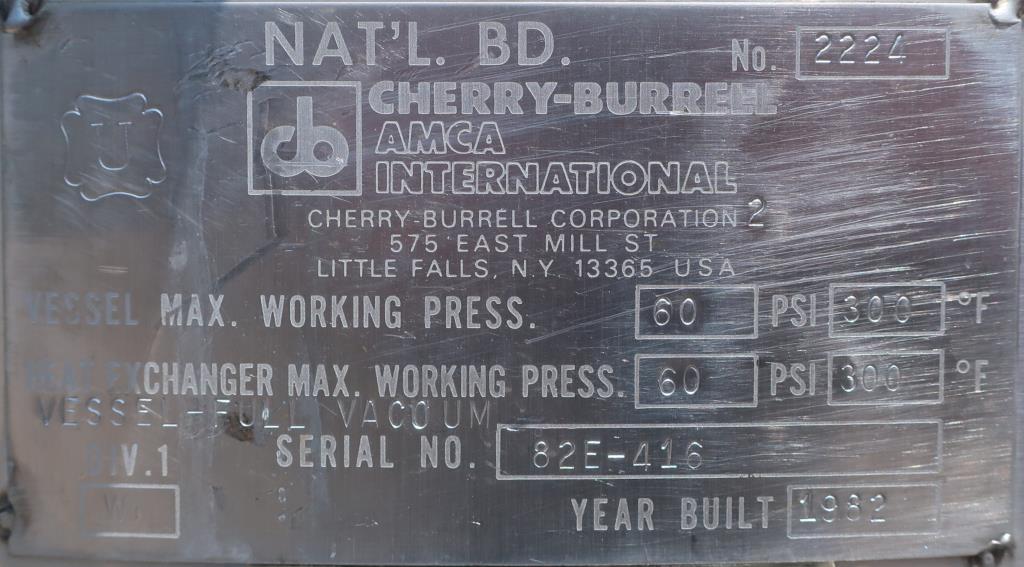 NAT'L. BD. No. 2224
U
cb
CHERRY-BURRELL
AMCA
INTERNATIONAL
CHERRY-BURRELL CORPORATION 2
575 EAST MILL ST
LITTLE FALLS, N.Y. 13365 USA
VESSEL MAX. WORKING PRESS. 60 PSI 300 °F
HEAT EXCHANGER MAX. WORKING PRESS. 60 PSI 300 °F
VESSEL-FULL VACUUM
DIV.1 SERIAL NO. 82E-416
W
YEAR BUILT 1982